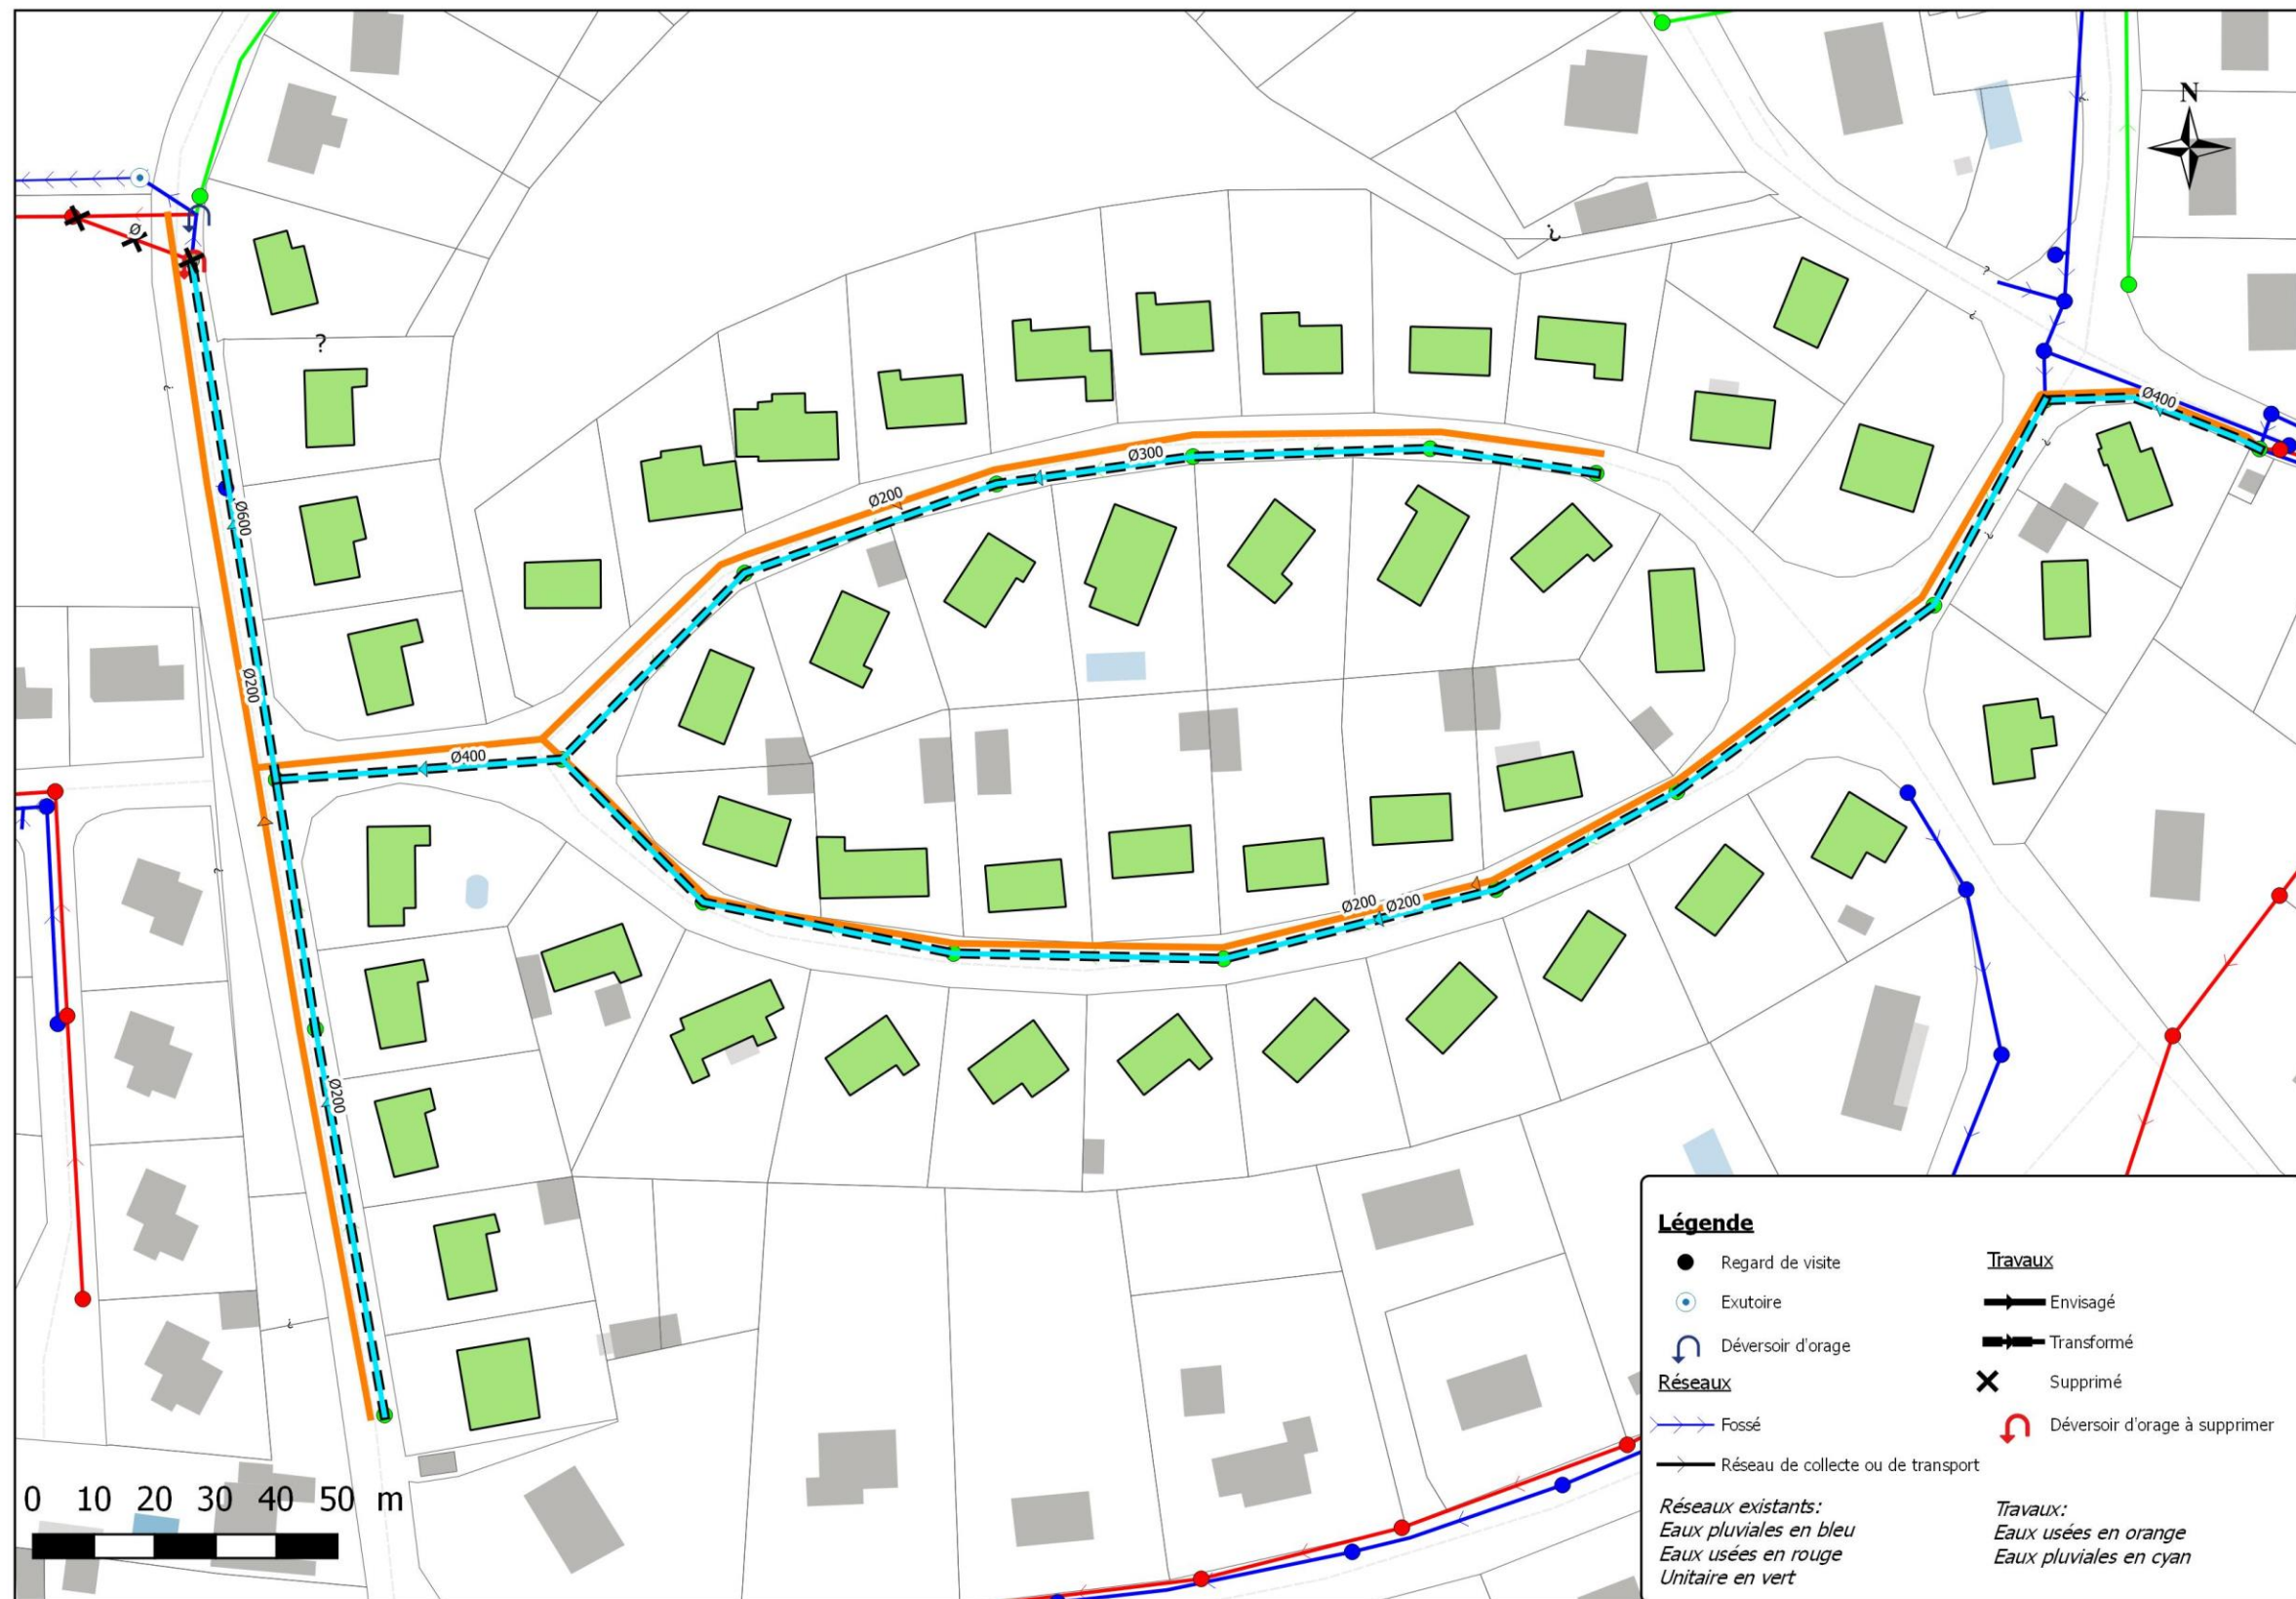 N
Ø
?
?
?
Ø400
Ø300
Ø200
Ø600
Ø200
Ø400
Ø200
Ø200
Ø200
0 10 20 30 40 50 m
Légende
Regard de visite
Exutoire
Déversoir d'orage
Réseaux
Fossé
Réseau de collecte ou de transport
Réseaux existants:
Eaux pluviales en bleu
Eaux usées en rouge
Unitaire en vert
Travaux
Envisagé
Transformé
Supprimé
Déversoir d'orage à supprimer
Travaux:
Eaux usées en orange
Eaux pluviales en cyan